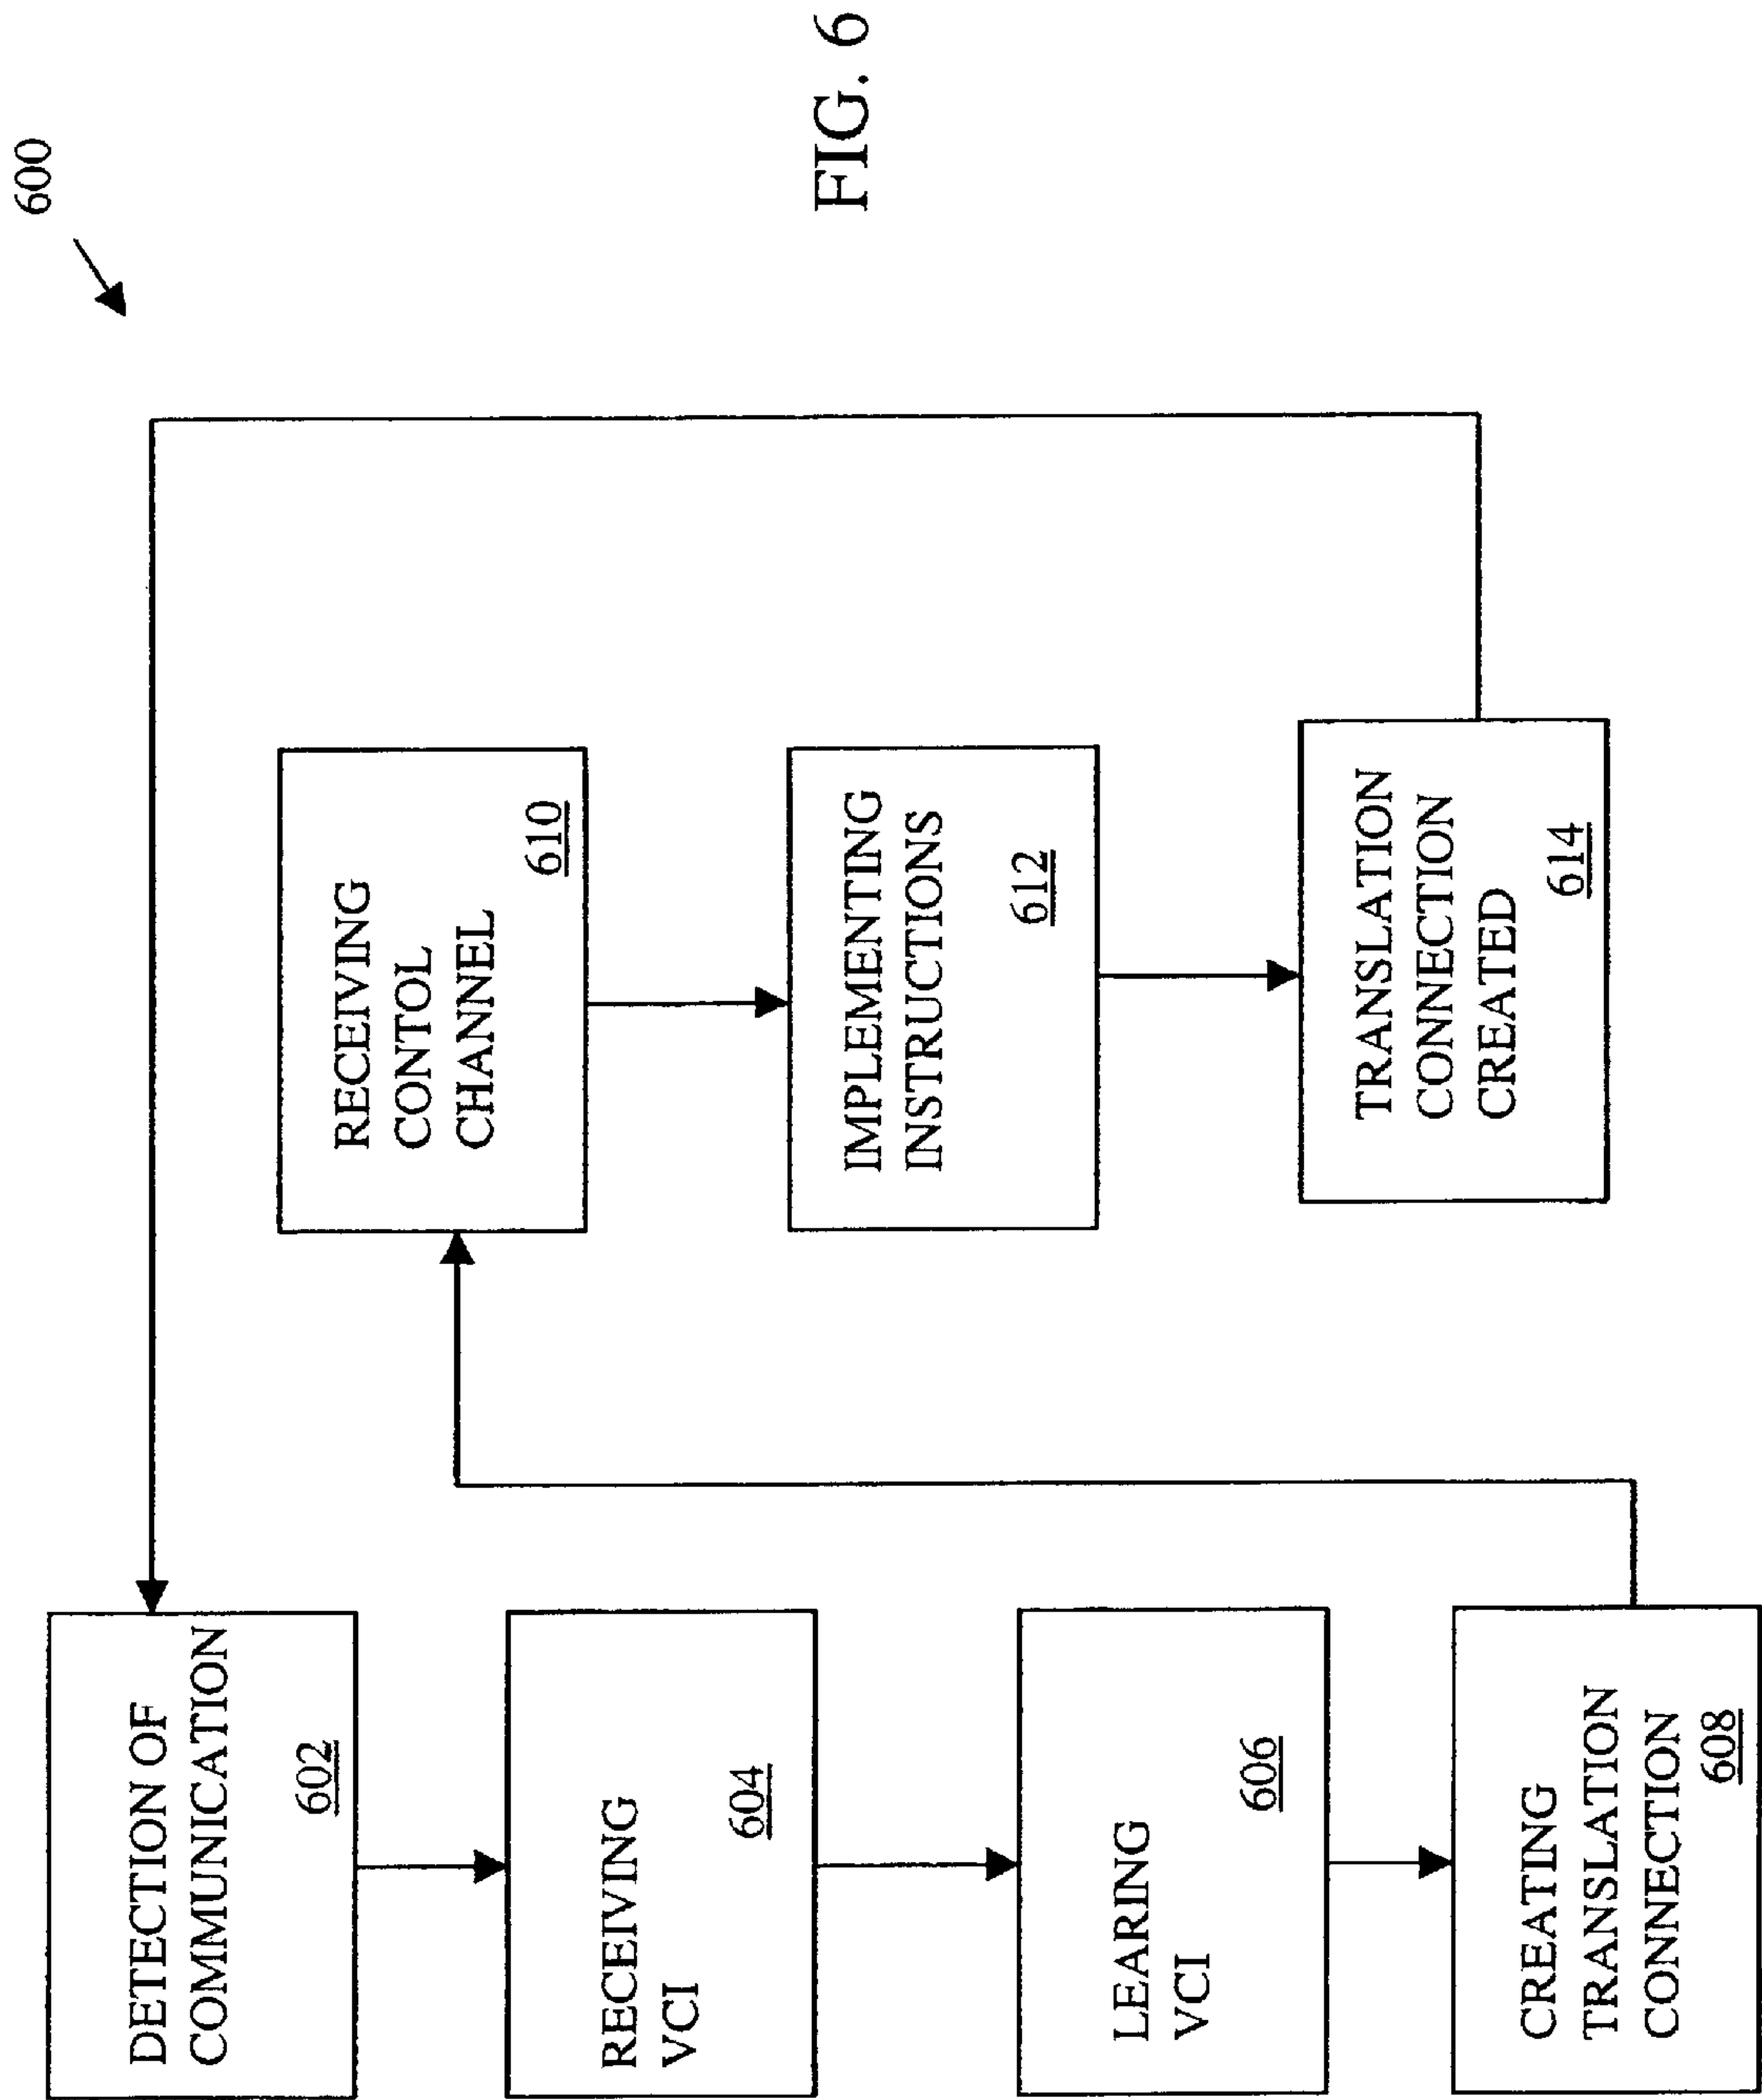 600
DETECTION OF
COMMUNICATION
602
RECEIVING
VCI
604
LEARING
VCI
606
CREATING
TRANSLATION
CONNECTION
608
RECEIVING
CONTOL
CHANNEL
610
IMPLEMENTING
INSTRUCTIONS
612
TRANSLATION
CONNECTION
CREATED
614
FIG. 6